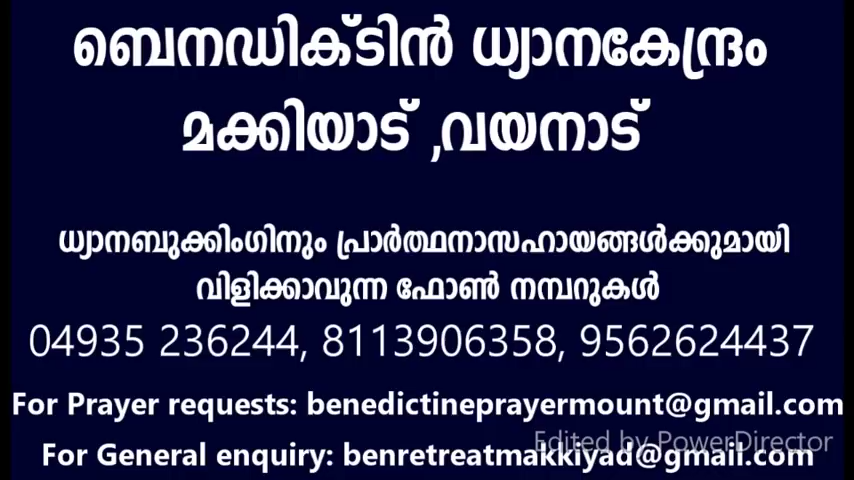 ബെനഡിക്ടിൻ ധ്യാനകേന്ദ്രം
മക്കിയാട് ,വയനാട്
ധ്യാനബുക്കിംഗിനും പ്രാർത്ഥനാസഹായങ്ങൾക്കുമായി
വിളിക്കാവുന്ന ഫോൺ നമ്പറുകൾ
04935 236244, 8113906358, 9562624437
For Prayer requests: benedictineprayermount@gmail.com
Edited by PowerDirector
For General enquiry: benretreatmakkiyad@gmail.com